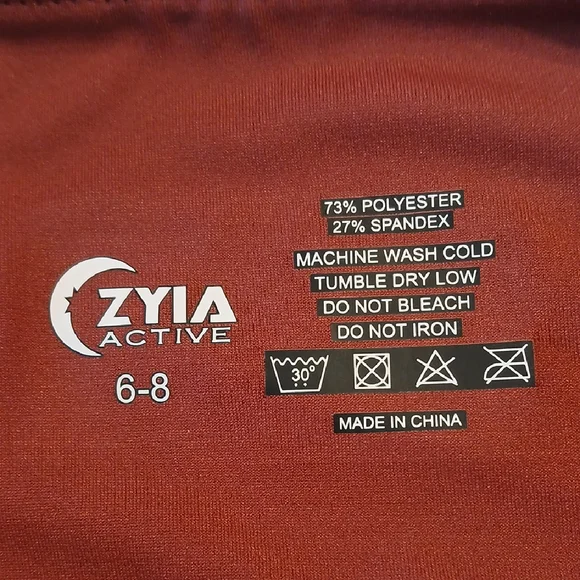 ZYIA
ACTIVE
6-8
73% POLYESTER
27% SPANDEX
MACHINE WASH COLD
TUMBLE DRY LOW
DO NOT BLEACH
DO NOT IRON
30°
MADE IN CHINA